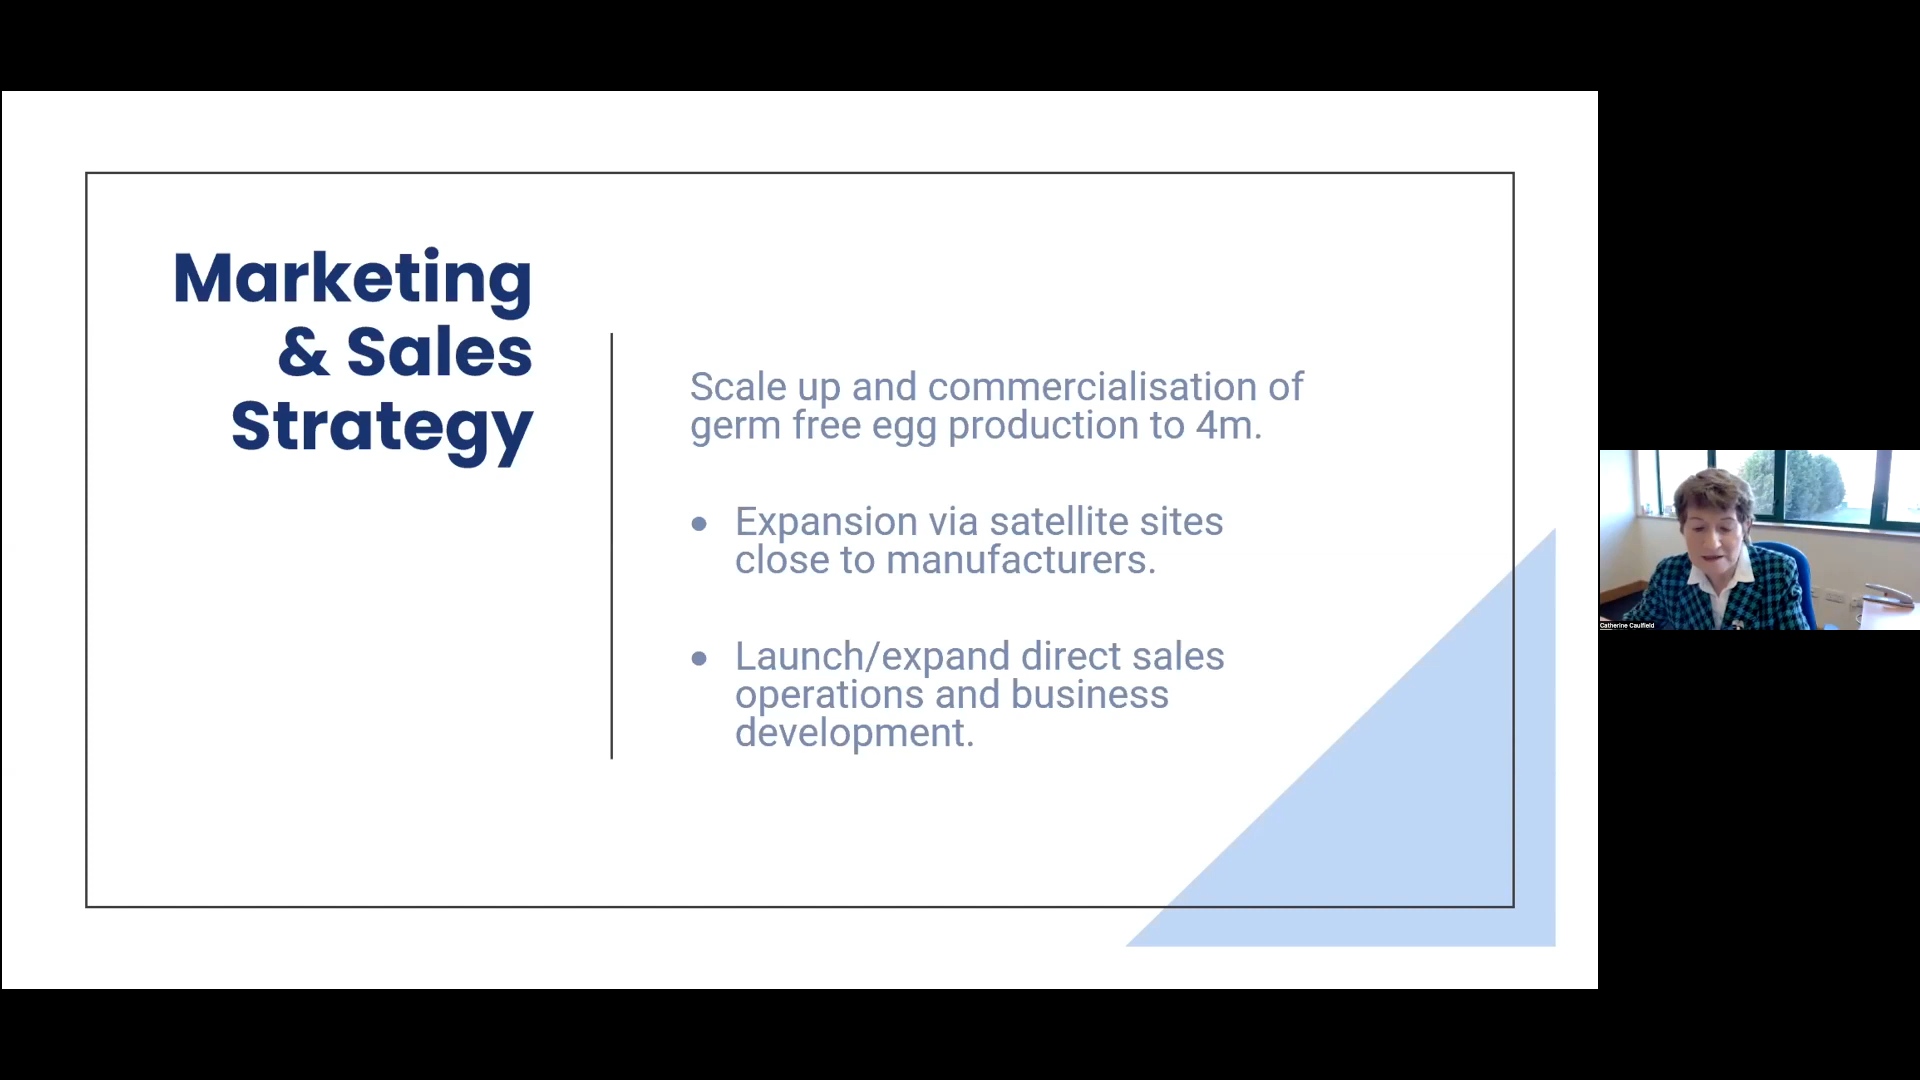 Marketing
& Sales
Strategy
Scale up and commercialisation of
germ free egg production to 4m.
• Expansion via satellite sites
close to manufacturers.
• Launch/expand direct sales
operations and business
development.
Catherine Caulfield